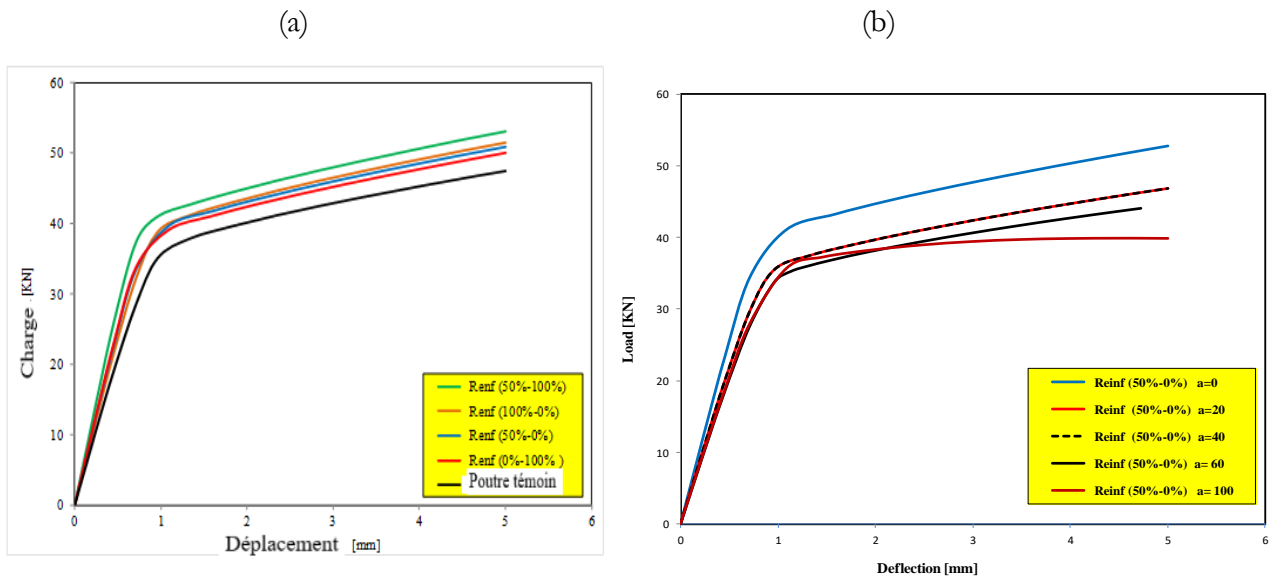 (a)
(b)
60
50
40
30
20
10
0
Charge . [KN]
0 1 2 3 4 5 6
Déplacement [mm]
Renf (50%-100%)
Renf (100%-0%)
Renf (50%-0%)
Renf (0%-100% )
Poutre témoin
60
50
40
30
20
10
0
Load [KN]
0 1 2 3 4 5 6
Deflection [mm]
Reinf (50%-0%) a=0
Reinf (50%-0%) a=20
Reinf (50%-0%) a=40
Reinf (50%-0%) a= 60
Reinf (50%-0%) a= 100